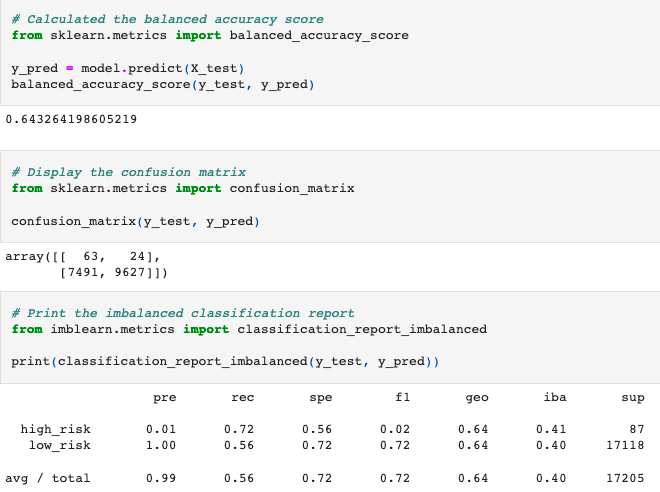 # Calculated the balanced accuracy score
from sklearn.metrics import balanced_accuracy_score
y_pred = model.predict(X_test)
balanced_accuracy_score(y_test, y_pred)
0.643264198605219
# Display the confusion matrix
from sklearn.metrics import confusion_matrix
confusion_matrix(y_test, y_pred)
array([[  63,   24],
       [7491, 9627]])
# Print the imbalanced classification report
from imblearn.metrics import classification_report_imbalanced
print(classification_report_imbalanced(y_test, y_pred))
                   pre       rec       spe        f1       geo       iba       sup
  high_risk       0.01      0.72      0.56      0.02      0.64      0.41        87
   low_risk       1.00      0.56      0.72      0.72      0.64      0.40     17118
avg / total       0.99      0.56      0.72      0.72      0.64      0.40     17205